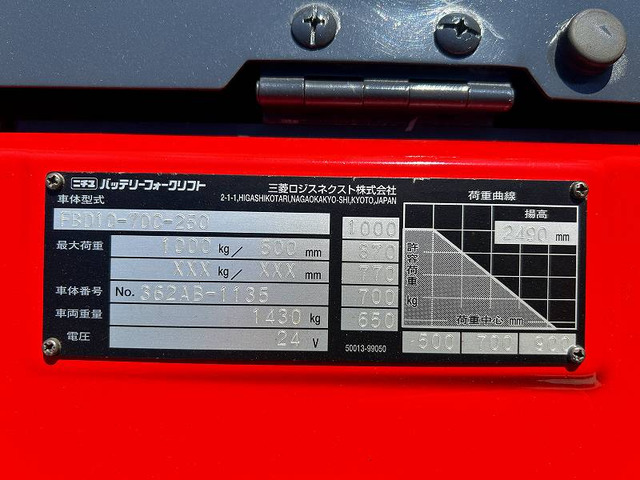 ニチユ バッテリーフォークリフト
三菱ロジスネクスト株式会社
2-1-1,HIGASHIKOTARI,NAGAOKAKYO-SHI,KYOTO,JAPAN
車体型式
FBD10-70C-250
最大荷重 1000 kg/ 500 mm
XXX kg/ XXX mm
車体番号 No. 362AB-1135
車両重量 1430 kg
電圧 24 V
50013-99050
1000
870
770
700
650
荷重曲線
揚高
2490 mm
許容荷重 kg
荷重中心 mm
500 700 900